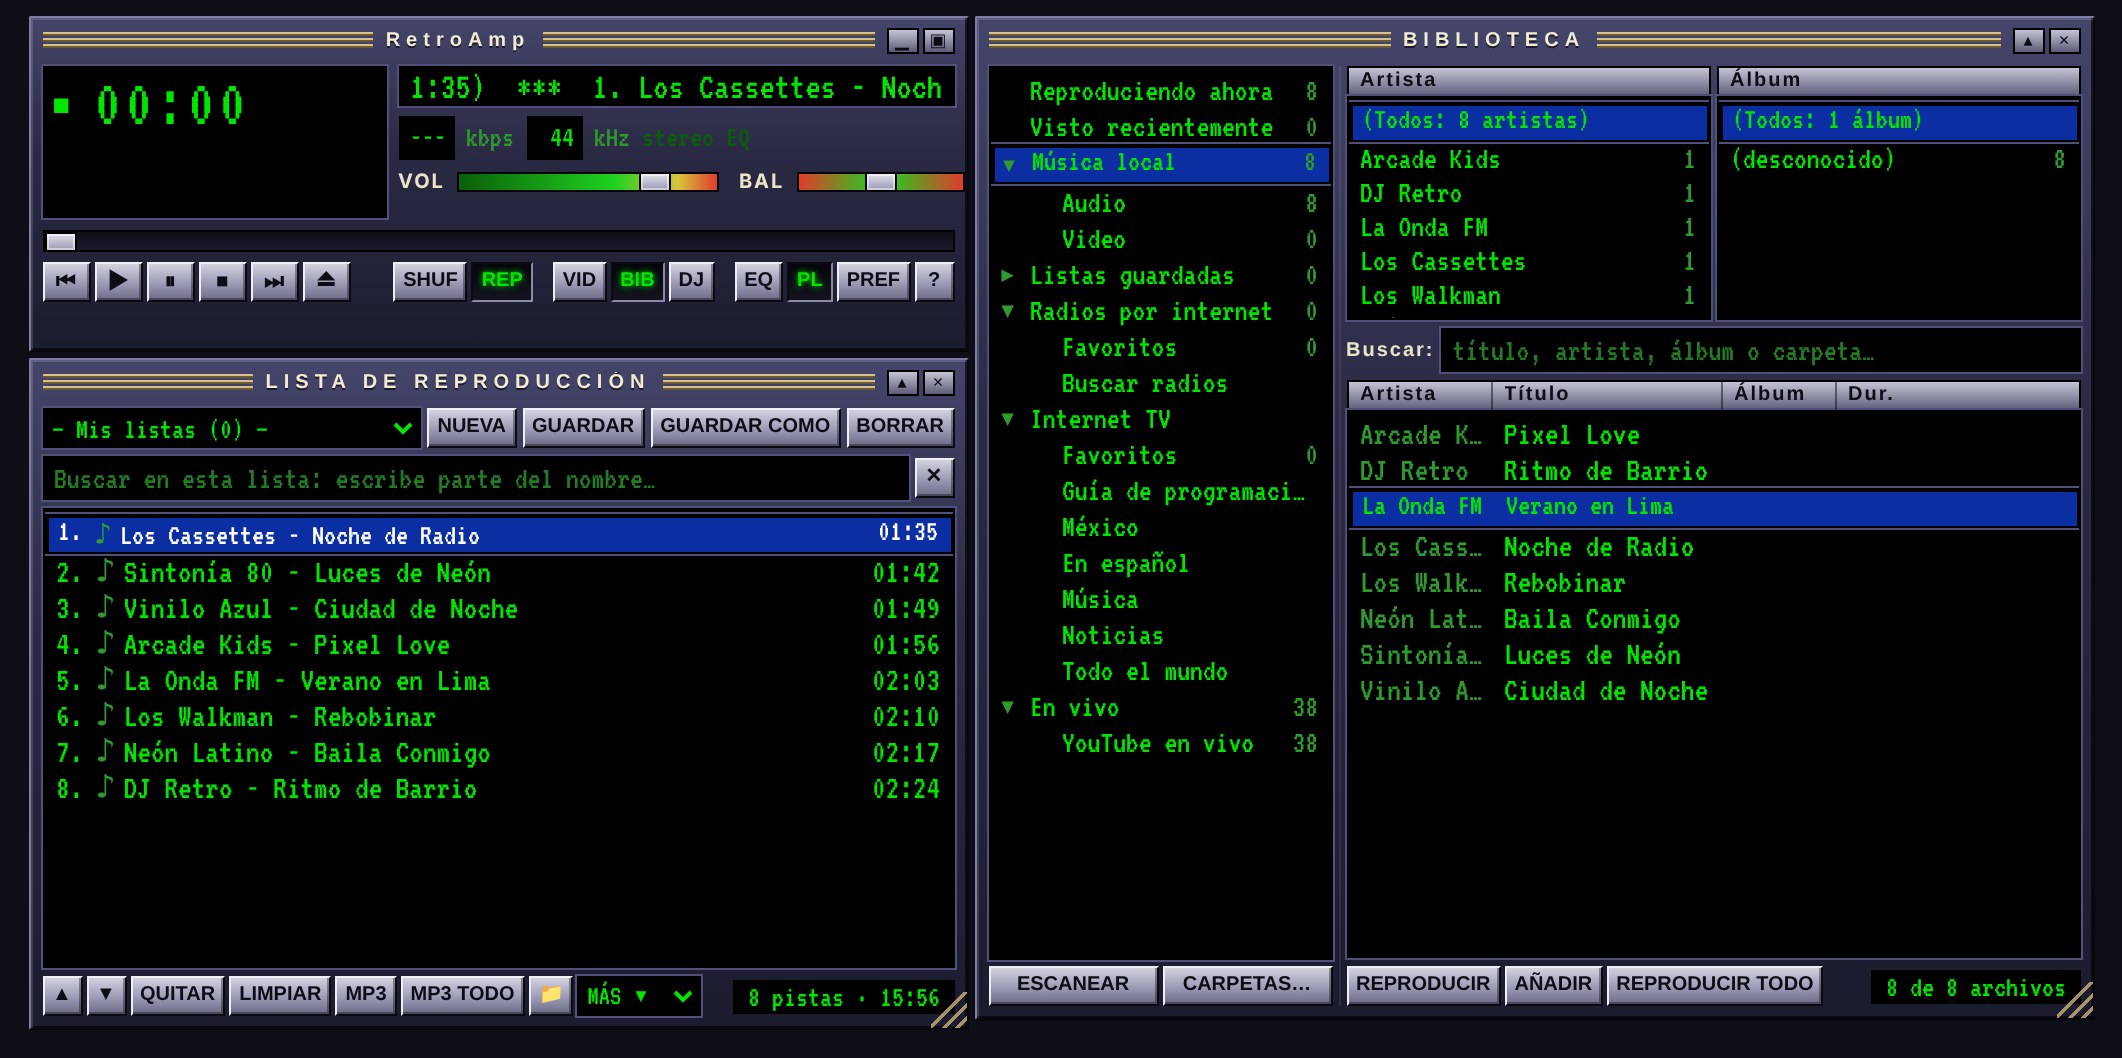 RetroAmp
00:00
1:35)  ***  1. Los Cassettes - Noch
--- kbps 44 kHz stereo EQ
VOL BAL
SHUF REP VID BIB DJ EQ PL PREF ?
LISTA DE REPRODUCCIÓN
— Mis listas (0) —
NUEVA GUARDAR GUARDAR COMO BORRAR
Buscar en esta lista: escribe parte del nombre…
1. ♪ Los Cassettes - Noche de Radio 01:35
2. ♪ Sintonía 80 - Luces de Neón 01:42
3. ♪ Vinilo Azul - Ciudad de Noche 01:49
4. ♪ Arcade Kids - Pixel Love 01:56
5. ♪ La Onda FM - Verano en Lima 02:03
6. ♪ Los Walkman - Rebobinar 02:10
7. ♪ Neón Latino - Baila Conmigo 02:17
8. ♪ DJ Retro - Ritmo de Barrio 02:24
▲ ▼ QUITAR LIMPIAR MP3 MP3 TODO MÁS ▼ 8 pistas · 15:56
BIBLIOTECA
Reproduciendo ahora 8
Visto recientemente 0
▼ Música local 8
Audio 8
Video 0
▶ Listas guardadas 0
▼ Radios por internet 0
Favoritos 0
Buscar radios
▼ Internet TV
Favoritos 0
Guía de programaci…
México
En español
Música
Noticias
Todo el mundo
▼ En vivo 38
YouTube en vivo 38
ESCANEAR CARPETAS…
Artista
(Todos: 8 artistas)
Arcade Kids 1
DJ Retro 1
La Onda FM 1
Los Cassettes 1
Los Walkman 1
Álbum
(Todos: 1 álbum)
(desconocido) 8
Buscar: título, artista, álbum o carpeta…
Artista Título Álbum Dur.
Arcade K… Pixel Love
DJ Retro Ritmo de Barrio
La Onda FM Verano en Lima
Los Cass… Noche de Radio
Los Walk… Rebobinar
Neón Lat… Baila Conmigo
Sintonía… Luces de Neón
Vinilo A… Ciudad de Noche
REPRODUCIR AÑADIR REPRODUCIR TODO 8 de 8 archivos